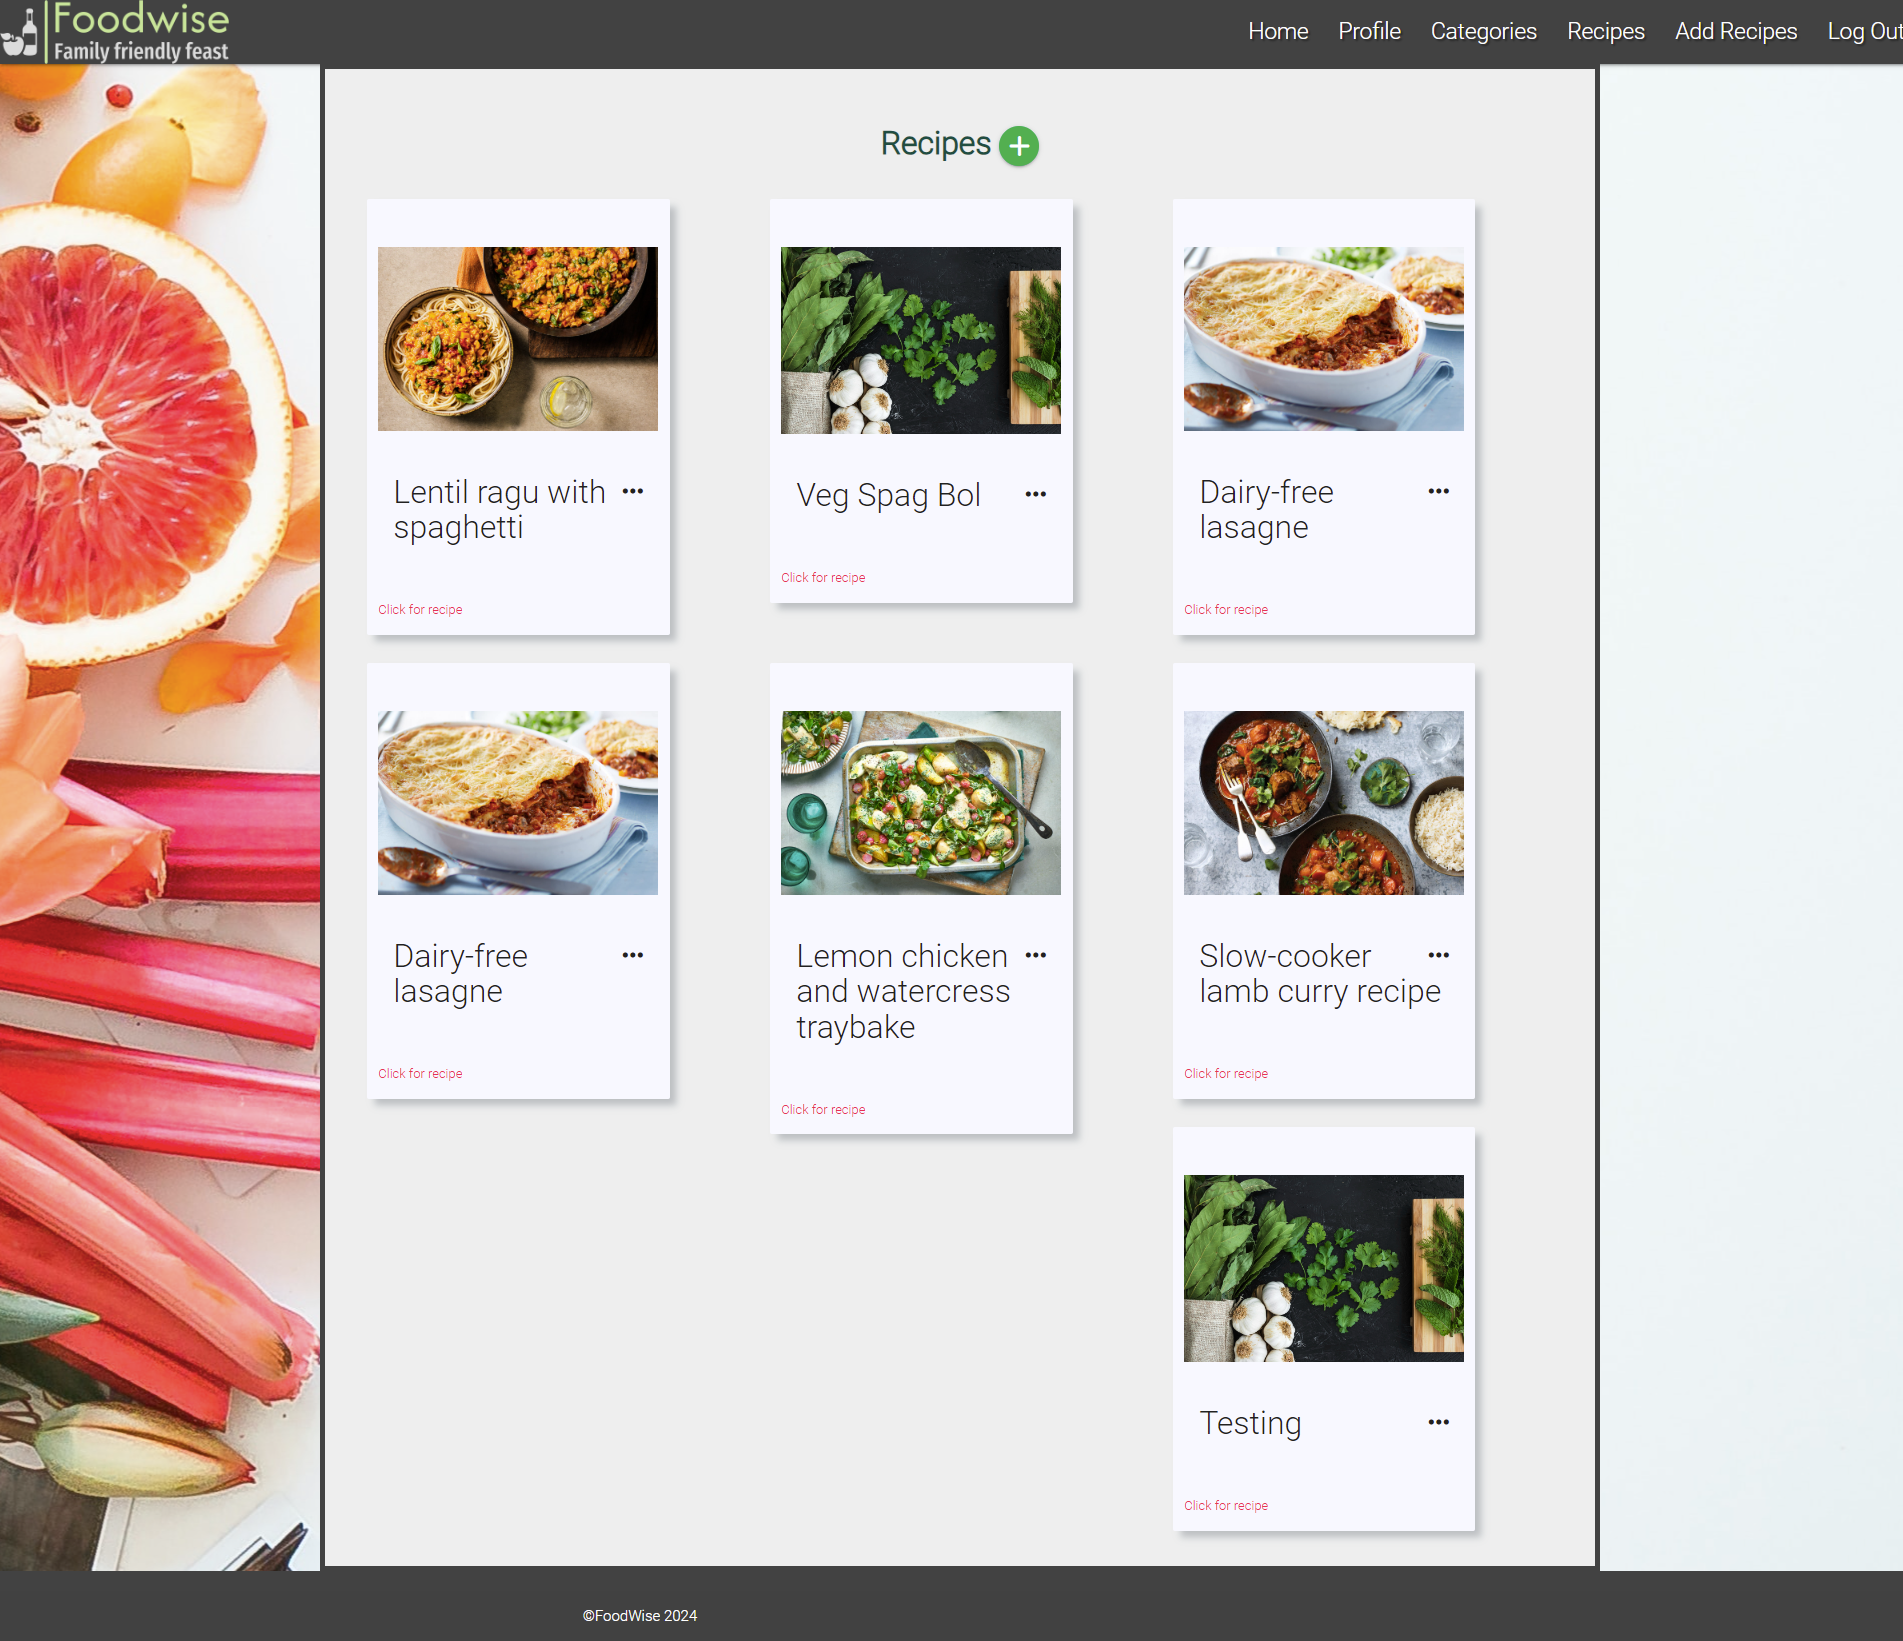 Foodwise
Family friendly feast
Home Profile Categories Recipes Add Recipes Log Out
Recipes
Lentil ragu with
spaghetti
Click for recipe
Veg Spag Bol
Click for recipe
Dairy-free
lasagne
Click for recipe
Dairy-free
lasagne
Click for recipe
Lemon chicken
and watercress
traybake
Click for recipe
Slow-cooker
lamb curry recipe
Click for recipe
Testing
Click for recipe
©FoodWise 2024